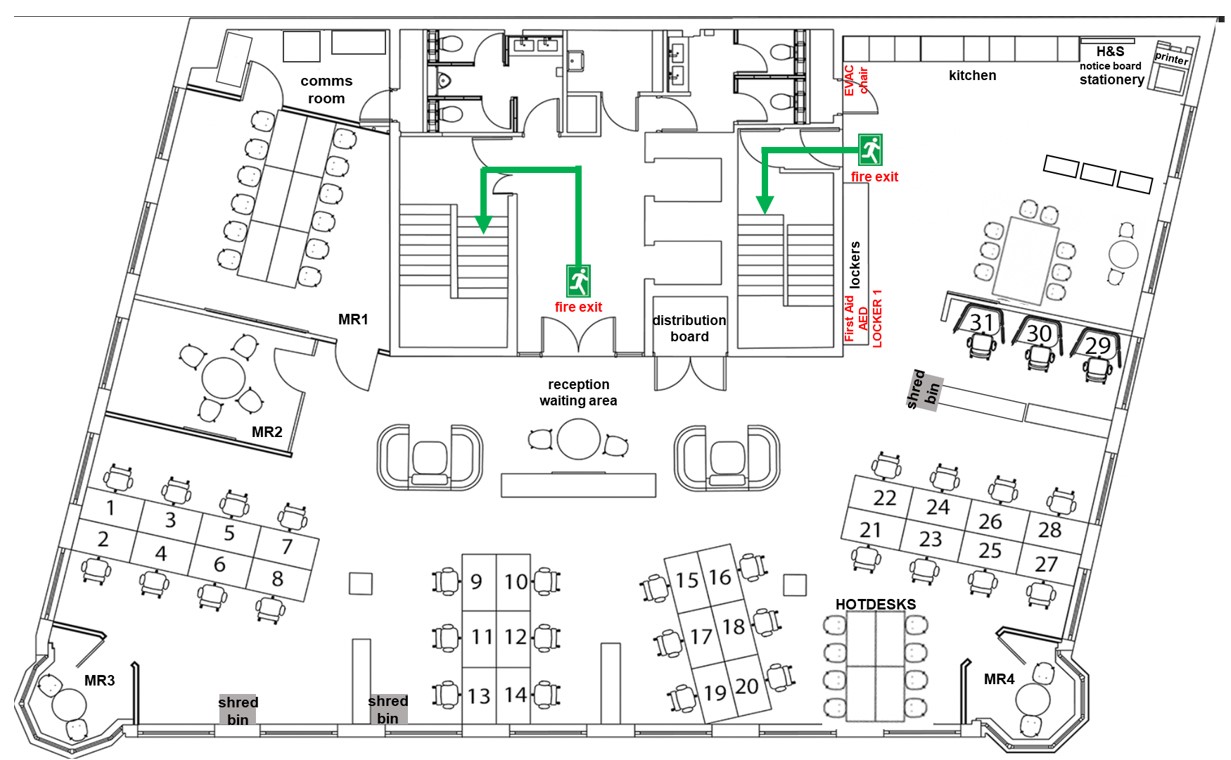 comms
room
EVAC
chair
kitchen
H&S
notice board
stationery
printer
fire exit
fire exit
lockers
First Aid
AED
LOCKER 1
distribution
board
MR1
31
30
29
reception
waiting area
shred
bin
MR2
1
3
5
7
2
4
6
8
22
24
26
28
21
23
25
27
9
10
11
12
13
14
15
16
17
18
19
20
HOTDESKS
MR3
MR4
shred
bin
shred
bin